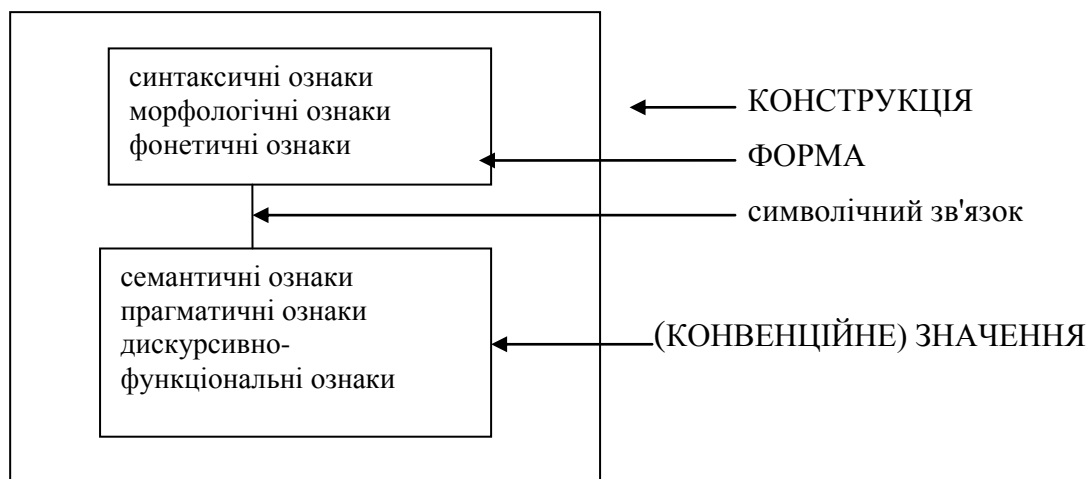 синтаксичні ознаки
морфологічні ознаки
фонетичні ознаки
КОНСТРУКЦІЯ
ФОРМА
символічний зв'язок
семантичні ознаки
прагматичні ознаки
дискурсивно-
функціональні ознаки
(КОНВЕНЦІЙНЕ) ЗНАЧЕННЯ